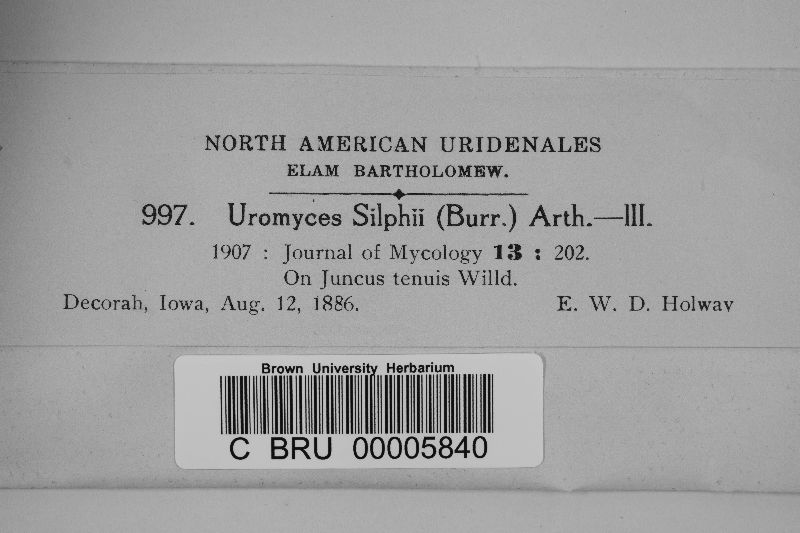 NORTH AMERICAN URIDENALES
ELAM BARTHOLOMEW.
997. Uromyces Silphii (Burr.) Arth.—III.
1907 : Journal of Mycology 13 : 202.
On Juncus tenuis Willd.
Decorah, Iowa, Aug. 12, 1886. E. W. D. Holway
Brown University Herbarium
C BRU 00005840